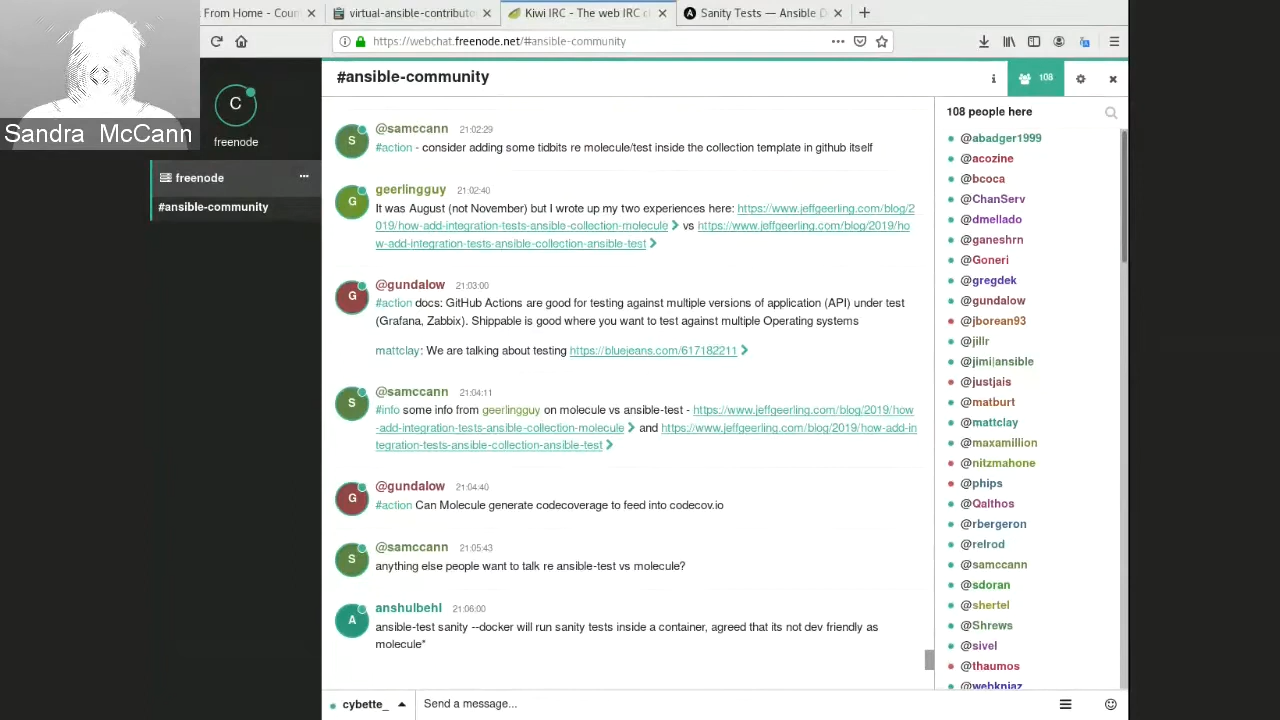 From Home - Coun
virtual-ansible-contributo
Kiwi IRC - The web IRC c
Sanity Tests — Ansible D
https://webchat.freenode.net/#ansible-community
Sandra McCann
C
freenode
freenode
#ansible-community
#ansible-community
108
@samccann 21:02:29
S
#action - consider adding some tidbits re molecule/test inside the collection template in github itself
geerlingguy 21:02:40
G
It was August (not November) but I wrote up my two experiences here: https://www.jeffgeerling.com/blog/2
019/how-add-integration-tests-ansible-collection-molecule vs https://www.jeffgeerling.com/blog/2019/ho
w-add-integration-tests-ansible-collection-ansible-test
@gundalow 21:03:00
G
#action docs: GitHub Actions are good for testing against multiple versions of application (API) under test
(Grafana, Zabbix). Shippable is good where you want to test against multiple Operating systems
mattclay: We are talking about testing https://bluejeans.com/617182211
@samccann 21:04:11
S
#info some info from geerlingguy on molecule vs ansible-test - https://www.jeffgeerling.com/blog/2019/how
-add-integration-tests-ansible-collection-molecule and https://www.jeffgeerling.com/blog/2019/how-add-in
tegration-tests-ansible-collection-ansible-test
@gundalow 21:04:40
G
#action Can Molecule generate codecoverage to feed into codecov.io
@samccann 21:05:43
S
anything else people want to talk re ansible-test vs molecule?
anshulbehl 21:06:00
A
ansible-test sanity --docker will run sanity tests inside a container, agreed that its not dev friendly as
molecule*
cybette_
Send a message...
108 people here
@abadger1999
@acozine
@bcoca
@ChanServ
@dmellado
@ganeshrn
@Goneri
@gregdek
@gundalow
@jborean93
@jillr
@jimi|ansible
@justjais
@matburt
@mattclay
@maxamillion
@nitzmahone
@phips
@Qalthos
@rbergeron
@relrod
@samccann
@sdoran
@shertel
@Shrews
@sivel
@thaumos
@webknjaz